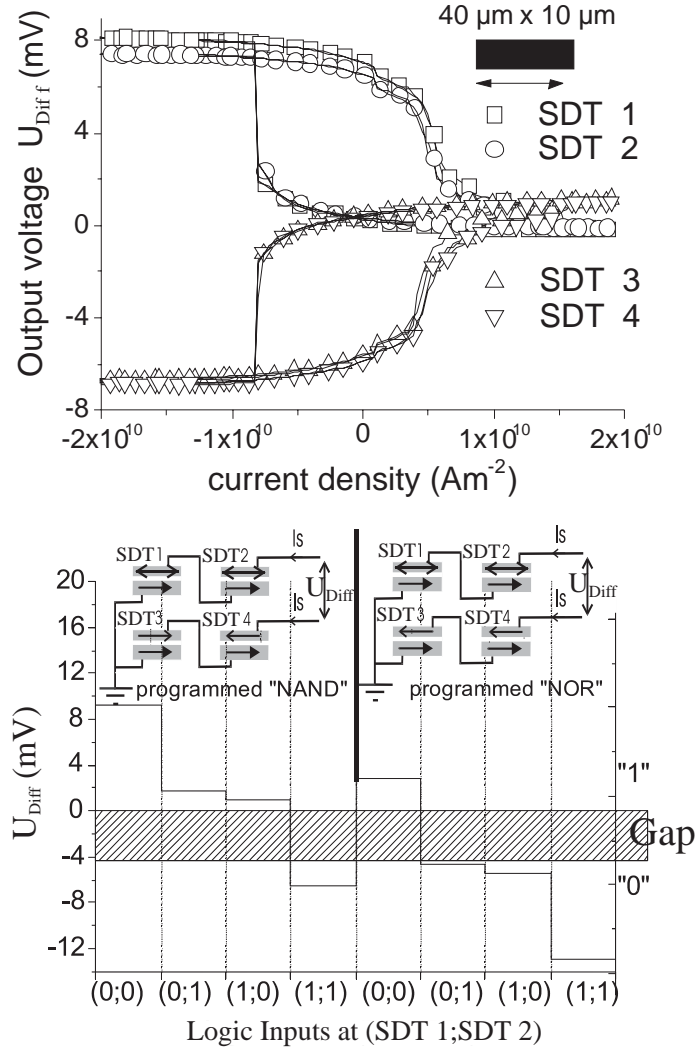 40 µm x 10 µm
Output voltage U_Diff (mV)
8
4
0
-4
-8
SDT 1
SDT 2
SDT 3
SDT 4
-2x10^10
-1x10^10
0
1x10^10
2x10^10
current density (Am^-2)
SDT1
SDT2
Is
SDT3
SDT4
Is
U_Diff
programmed "NAND"
SDT1
SDT2
Is
SDT3
SDT4
Is
U_Diff
programmed "NOR"
U_Diff (mV)
20
16
12
8
4
0
-4
-8
-12
"1"
Gap
"0"
(0;0) (0;1) (1;0) (1;1) (0;0) (0;1) (1;0) (1;1)
Logic Inputs at (SDT 1;SDT 2)